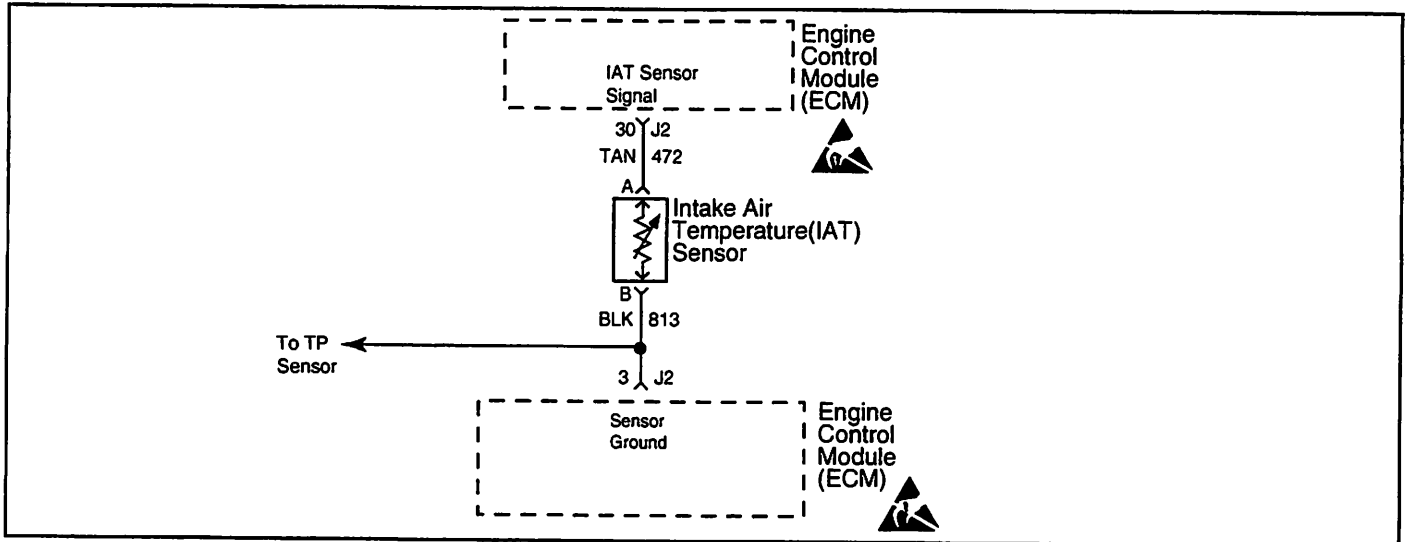 Engine
Control
Module
(ECM)
IAT Sensor
Signal
30 J2
TAN 472
A
Intake Air
Temperature(IAT)
Sensor
B
BLK 813
To TP
Sensor
3 J2
Sensor
Ground
Engine
Control
Module
(ECM)